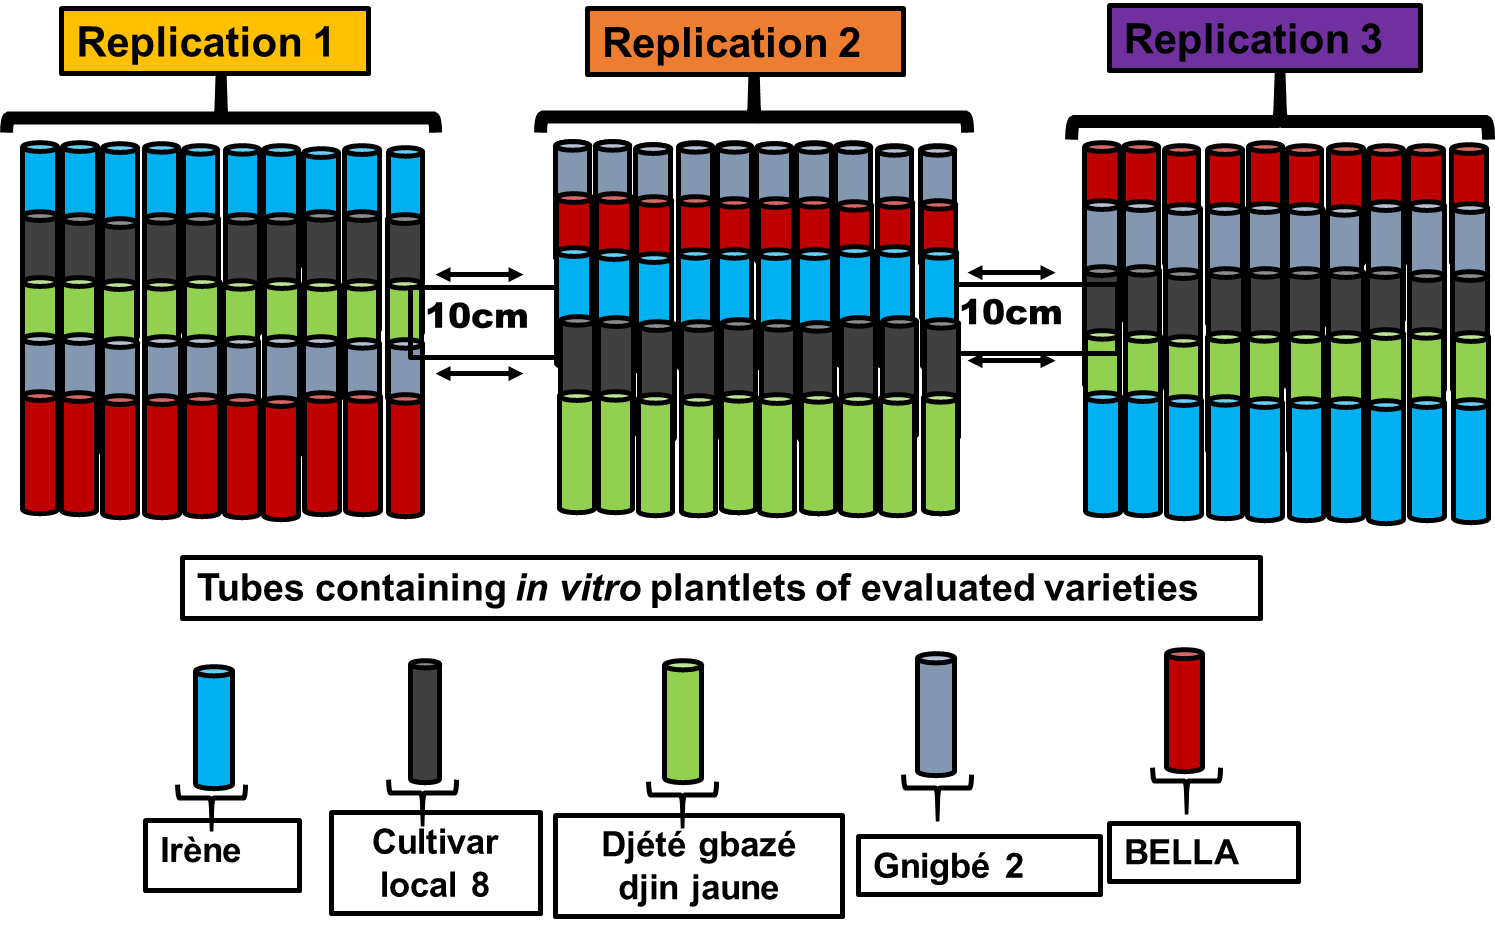 Replication 1
Replication 2
Replication 3
10cm
10cm
Tubes containing in vitro plantlets of evaluated varieties
Irène
Cultivar
local 8
Djété gbazé
djin jaune
Gnigbé 2
BELLA